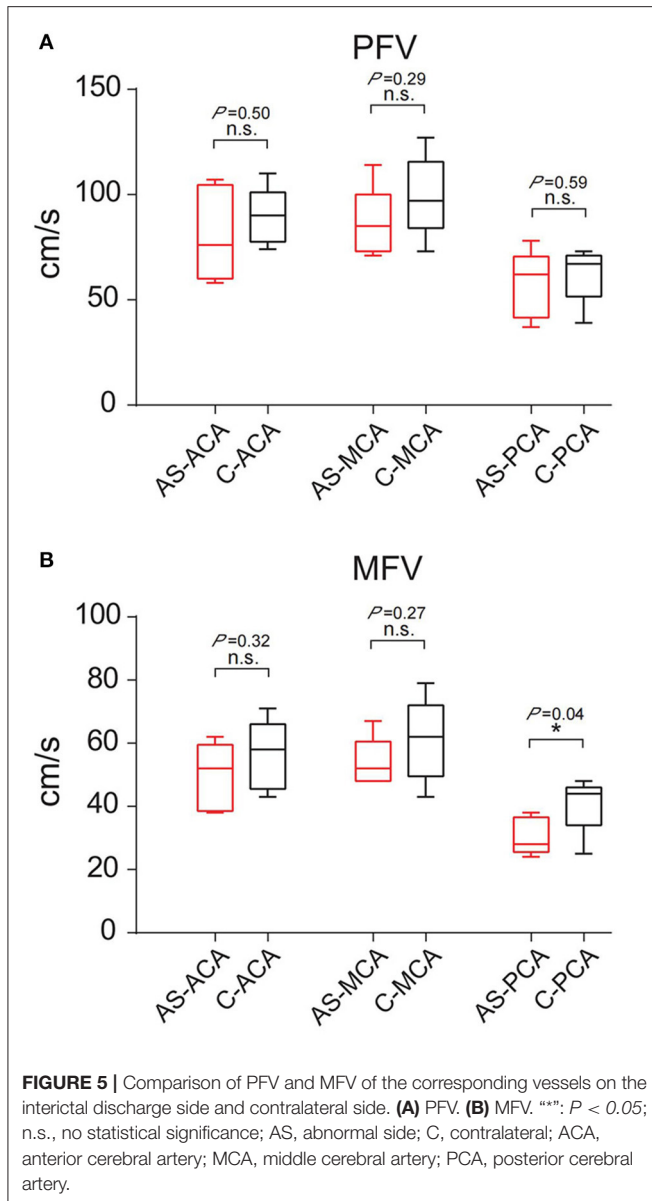 A
PFV
150
100
50
0
cm/s
P=0.50
n.s.
P=0.29
n.s.
P=0.59
n.s.
AS-ACA
C-ACA
AS-MCA
C-MCA
AS-PCA
C-PCA
B
MFV
100
80
60
40
20
0
cm/s
P=0.32
n.s.
P=0.27
n.s.
P=0.04
*
AS-ACA
C-ACA
AS-MCA
C-MCA
AS-PCA
C-PCA
FIGURE 5 | Comparison of PFV and MFV of the corresponding vessels on the
interictal discharge side and contralateral side. (A) PFV. (B) MFV. “*”: P < 0.05;
n.s., no statistical significance; AS, abnormal side; C, contralateral; ACA,
anterior cerebral artery; MCA, middle cerebral artery; PCA, posterior cerebral
artery.